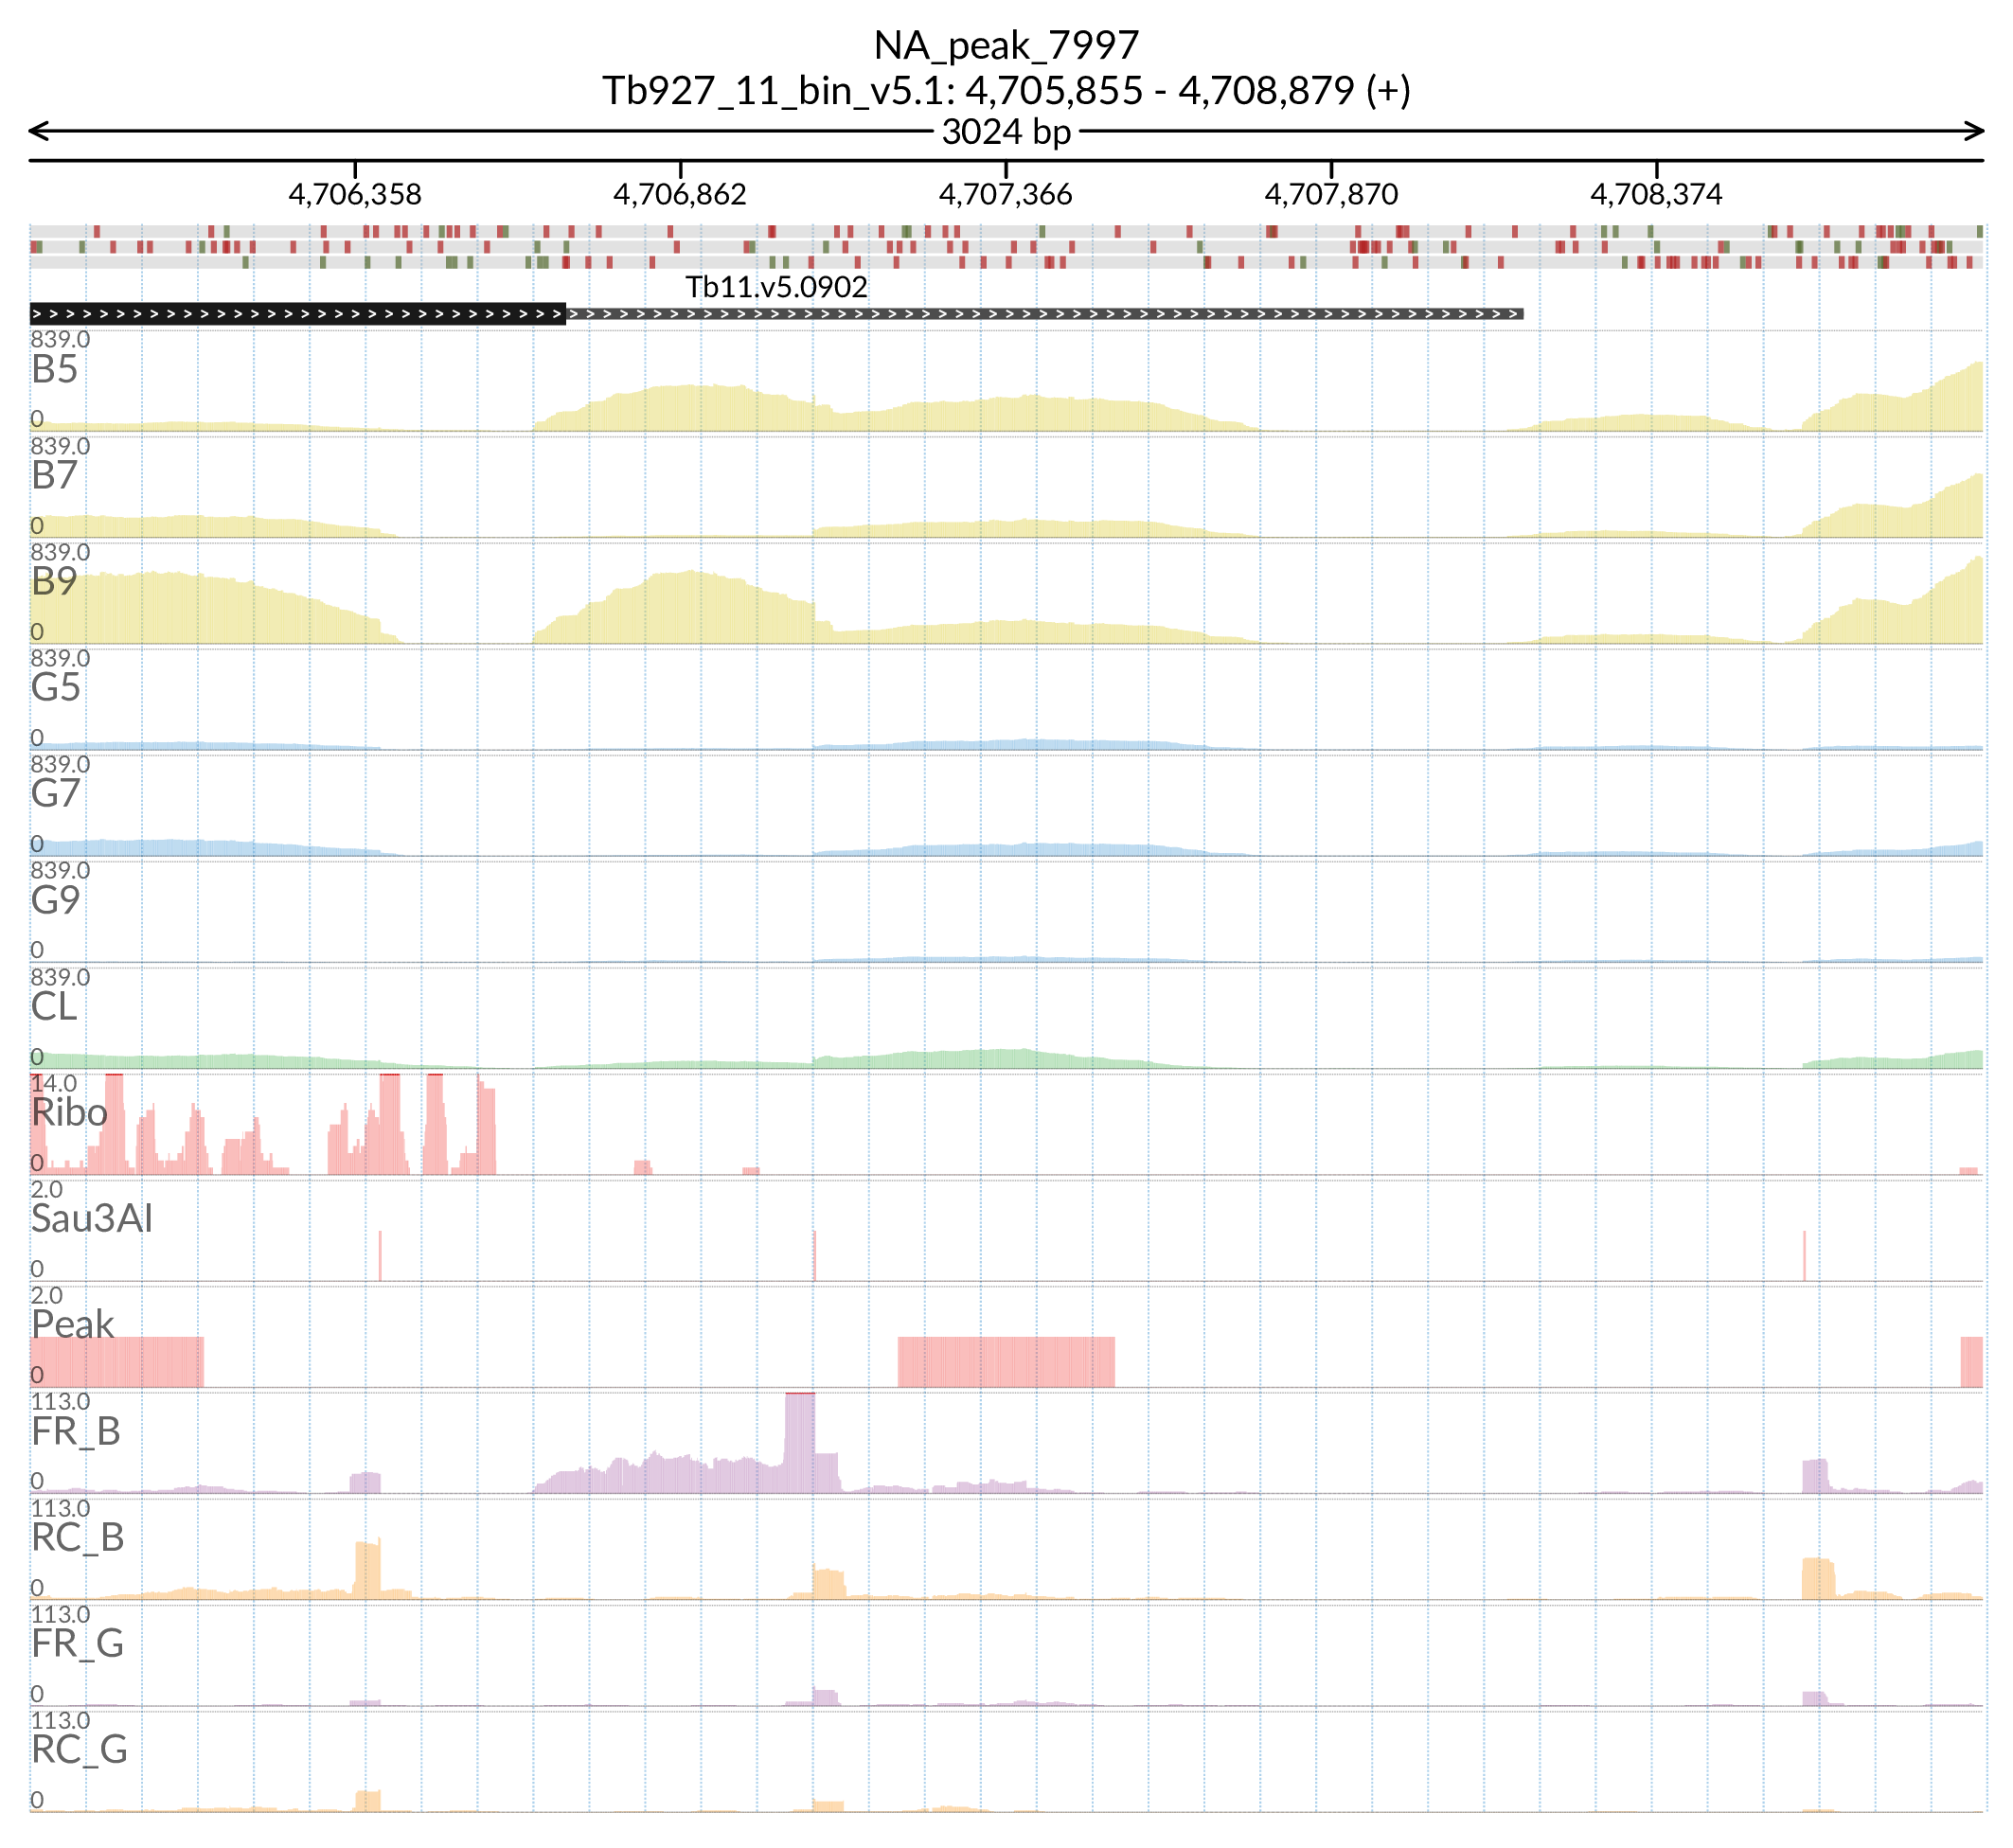 NA_peak_7997
Tb927_11_bin_v5.1: 4,705,855 - 4,708,879 (+)
3024 bp
4,706,358 4,706,862 4,707,366 4,707,870 4,708,374
Tb11.v5.0902
839.0
B5
0
839.0
B7
0
839.0
B9
0
839.0
G5
0
839.0
G7
0
839.0
G9
0
839.0
CL
0
14.0
Ribo
0
2.0
Sau3AI
0
2.0
Peak
0
113.0
FR_B
0
113.0
RC_B
0
113.0
FR_G
0
113.0
RC_G
0